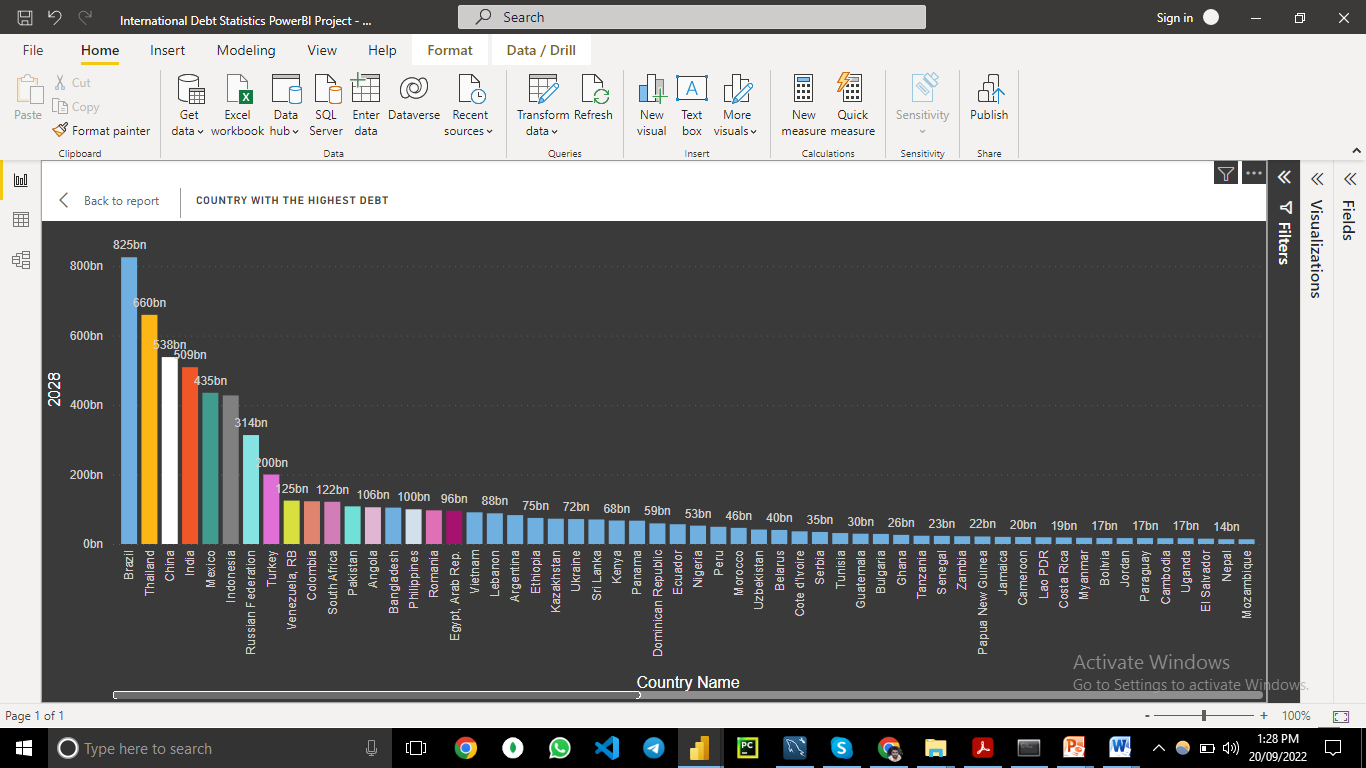 International Debt Statistics PowerBI Project - ...
Search
Sign in
File Home Insert Modeling View Help Format Data / Drill
Paste
Cut
Copy
Format painter
Clipboard
Get data
Excel workbook
Data hub
SQL Server
Enter data
Dataverse
Recent sources
Data
Transform data
Refresh
Queries
New visual
Text box
More visuals
Insert
New measure
Quick measure
Calculations
Sensitivity
Sensitivity
Publish
Share
Back to report
COUNTRY WITH THE HIGHEST DEBT
Filters
Visualizations
Fields
2028
800bn
600bn
400bn
200bn
0bn
825bn
660bn
538bn
509bn
435bn
314bn
200bn
125bn
122bn
106bn
100bn
96bn
88bn
75bn
72bn
68bn
59bn
53bn
46bn
40bn
35bn
30bn
26bn
23bn
22bn
20bn
19bn
17bn
17bn
17bn
14bn
Brazil
Thailand
China
India
Mexico
Indonesia
Russian Federation
Turkey
Venezuela, RB
Colombia
South Africa
Pakistan
Angola
Bangladesh
Philippines
Romania
Egypt, Arab Rep.
Vietnam
Lebanon
Argentina
Ethiopia
Kazakhstan
Ukraine
Sri Lanka
Kenya
Panama
Dominican Republic
Ecuador
Nigeria
Peru
Morocco
Uzbekistan
Belarus
Cote d'Ivoire
Serbia
Tunisia
Guatemala
Bulgaria
Ghana
Tanzania
Senegal
Zambia
Papua New Guinea
Jamaica
Cameroon
Lao PDR
Costa Rica
Myanmar
Bolivia
Jordan
Paraguay
Cambodia
Uganda
El Salvador
Nepal
Mozambique
Country Name
Activate Windows
Go to Settings to activate Windows.
Page 1 of 1
- + 100%
Type here to search
PC
1:28 PM
20/09/2022